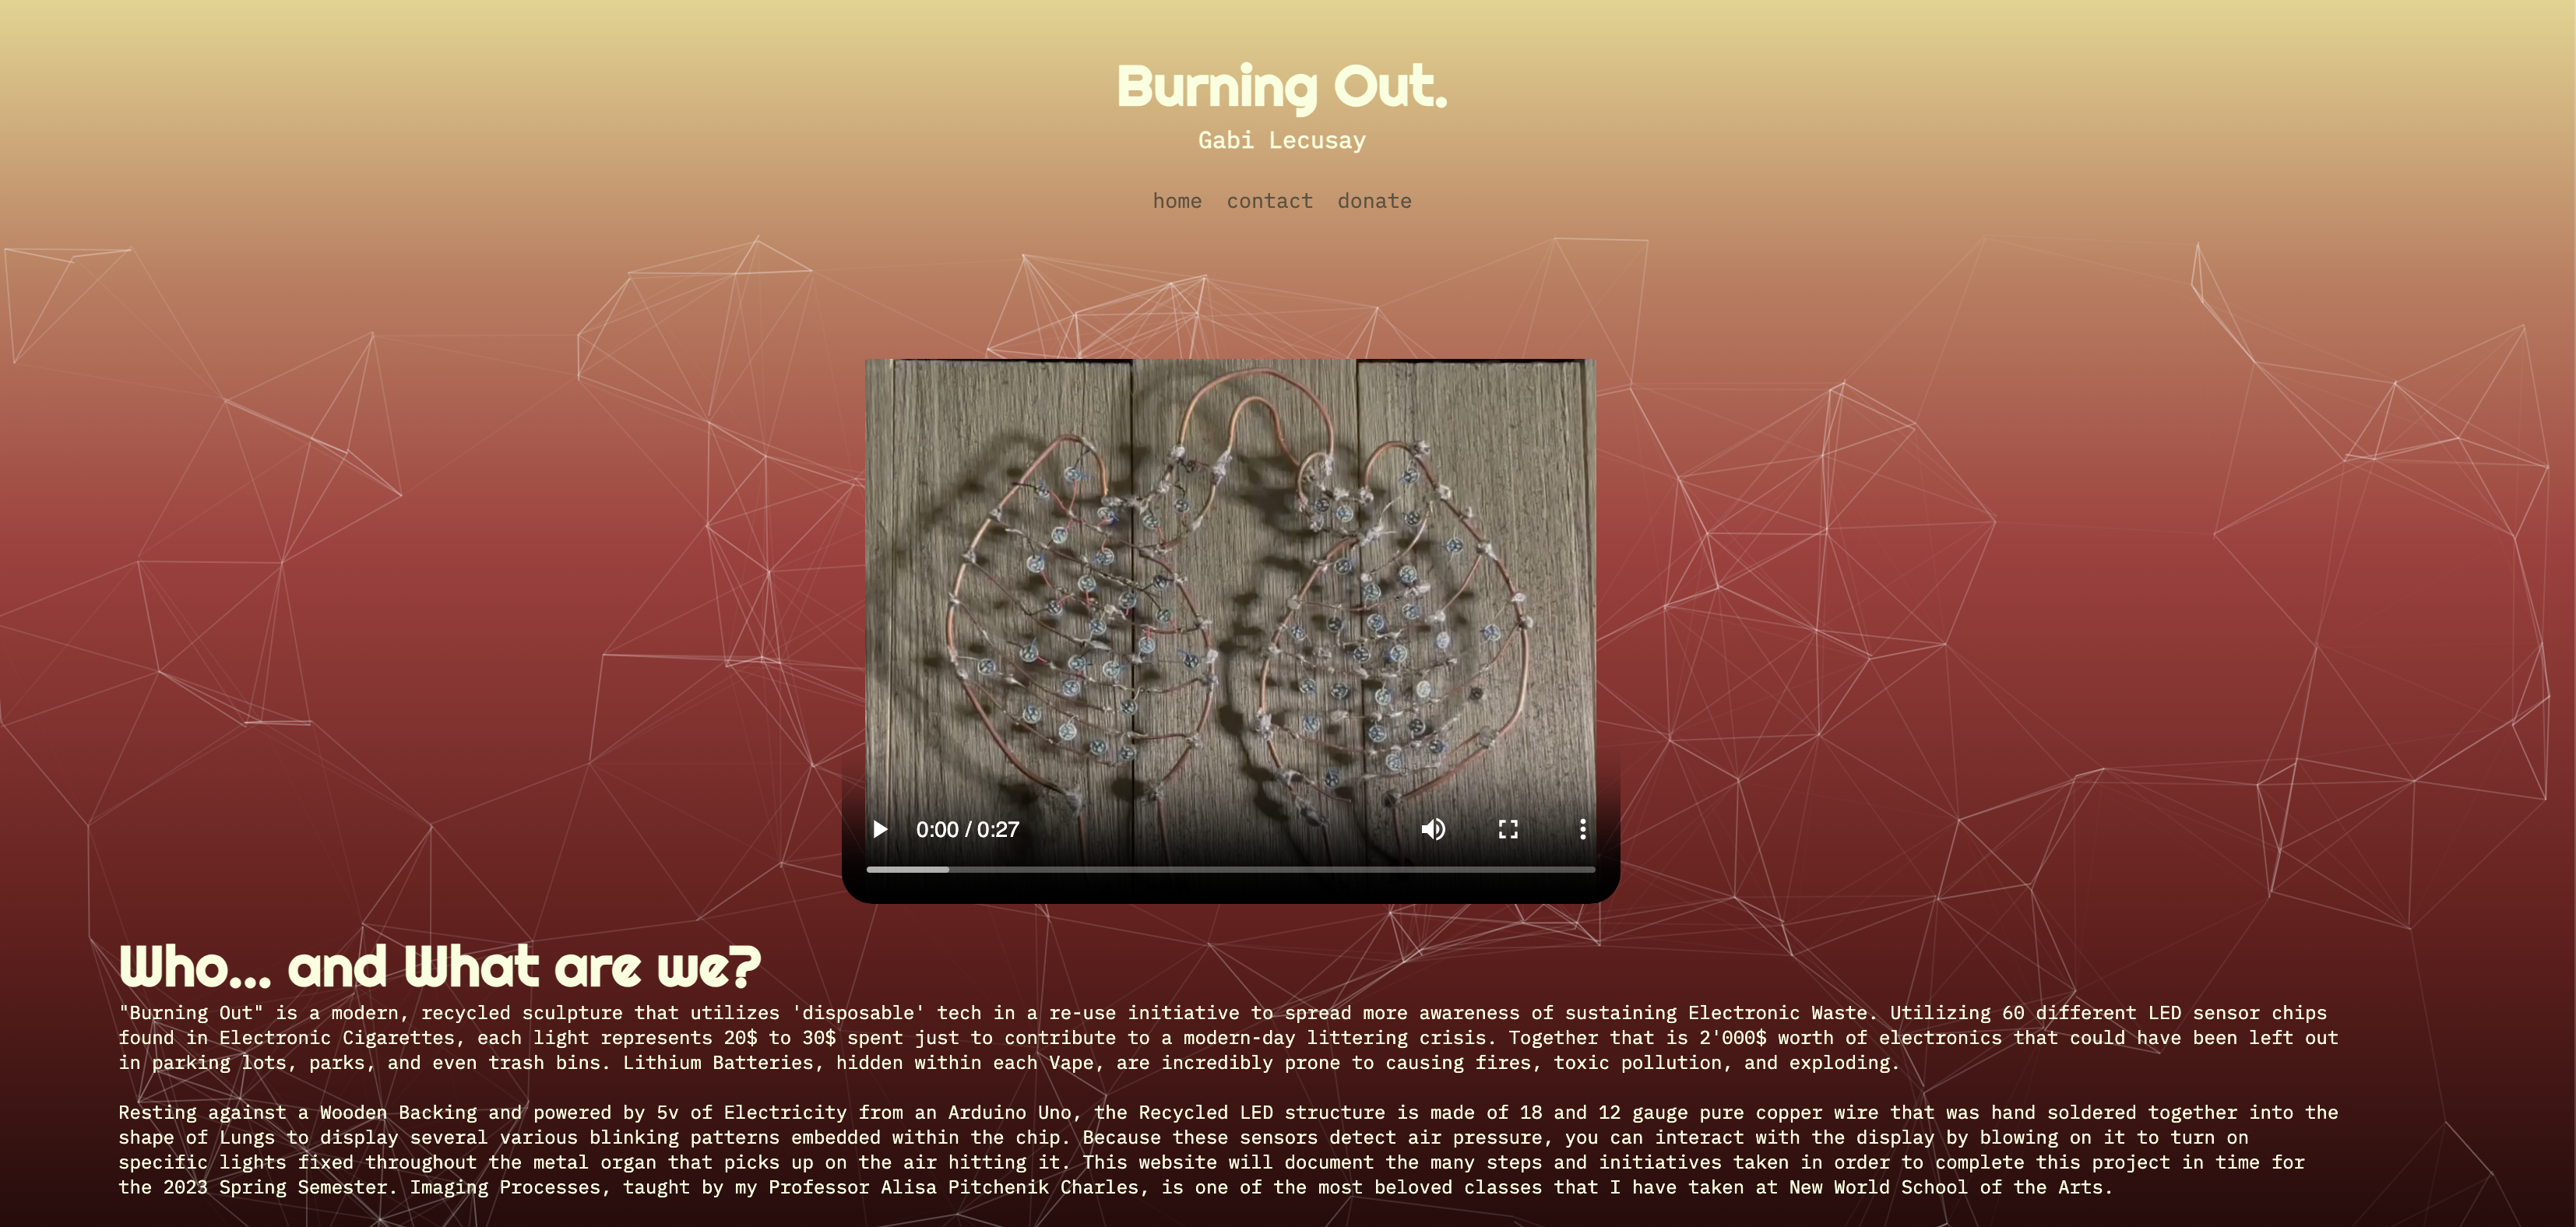 Burning Out.
Gabi Lecusay
home contact donate
0:00 / 0:27
Who... and What are we?
"Burning Out" is a modern, recycled sculpture that utilizes 'disposable' tech in a re-use initiative to spread more awareness of sustaining Electronic Waste. Utilizing 60 different LED sensor chips
found in Electronic Cigarettes, each light represents 20$ to 30$ spent just to contribute to a modern-day littering crisis. Together that is 2'000$ worth of electronics that could have been left out
in parking lots, parks, and even trash bins. Lithium Batteries, hidden within each Vape, are incredibly prone to causing fires, toxic pollution, and exploding.
Resting against a Wooden Backing and powered by 5v of Electricity from an Arduino Uno, the Recycled LED structure is made of 18 and 12 gauge pure copper wire that was hand soldered together into the
shape of Lungs to display several various blinking patterns embedded within the chip. Because these sensors detect air pressure, you can interact with the display by blowing on it to turn on
specific lights fixed throughout the metal organ that picks up on the air hitting it. This website will document the many steps and initiatives taken in order to complete this project in time for
the 2023 Spring Semester. Imaging Processes, taught by my Professor Alisa Pitchenik Charles, is one of the most beloved classes that I have taken at New World School of the Arts.